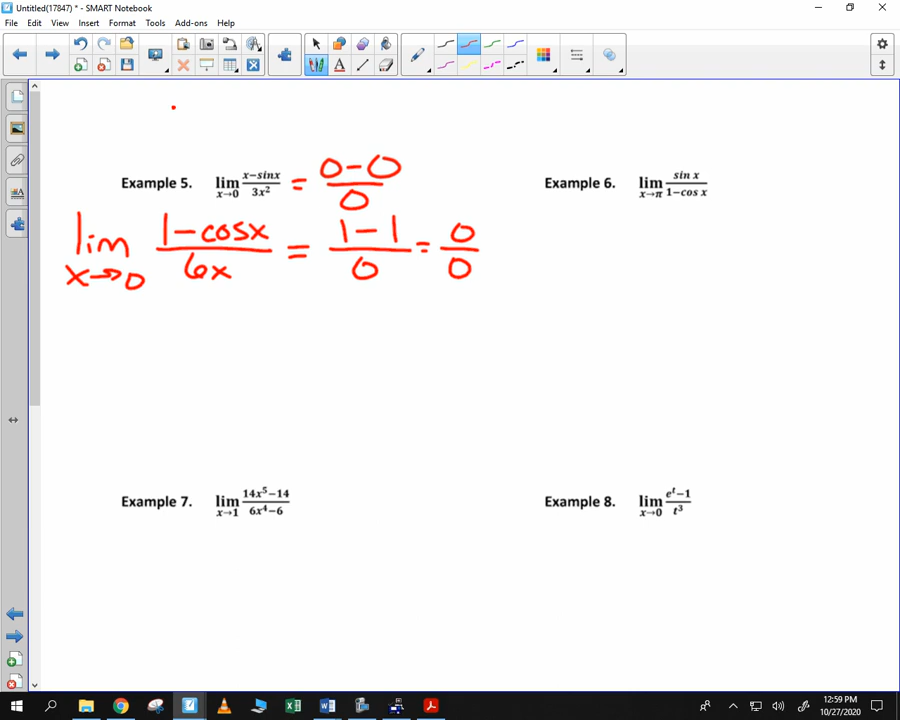 Untitled(17847) * - SMART Notebook
File Edit View Insert Format Tools Add-ons Help
Example 5. lim x→0 x−sinx / 3x² = 0−0 / 0
lim x→0 1−cosx / 6x = 1−1 / 0 = 0 / 0
Example 6. lim x→π sin x / 1−cos x
Example 7. lim x→1 14x⁵−14 / 6x⁴−6
Example 8. lim x→0 eᵗ−1 / t³
12:59 PM
10/27/2020